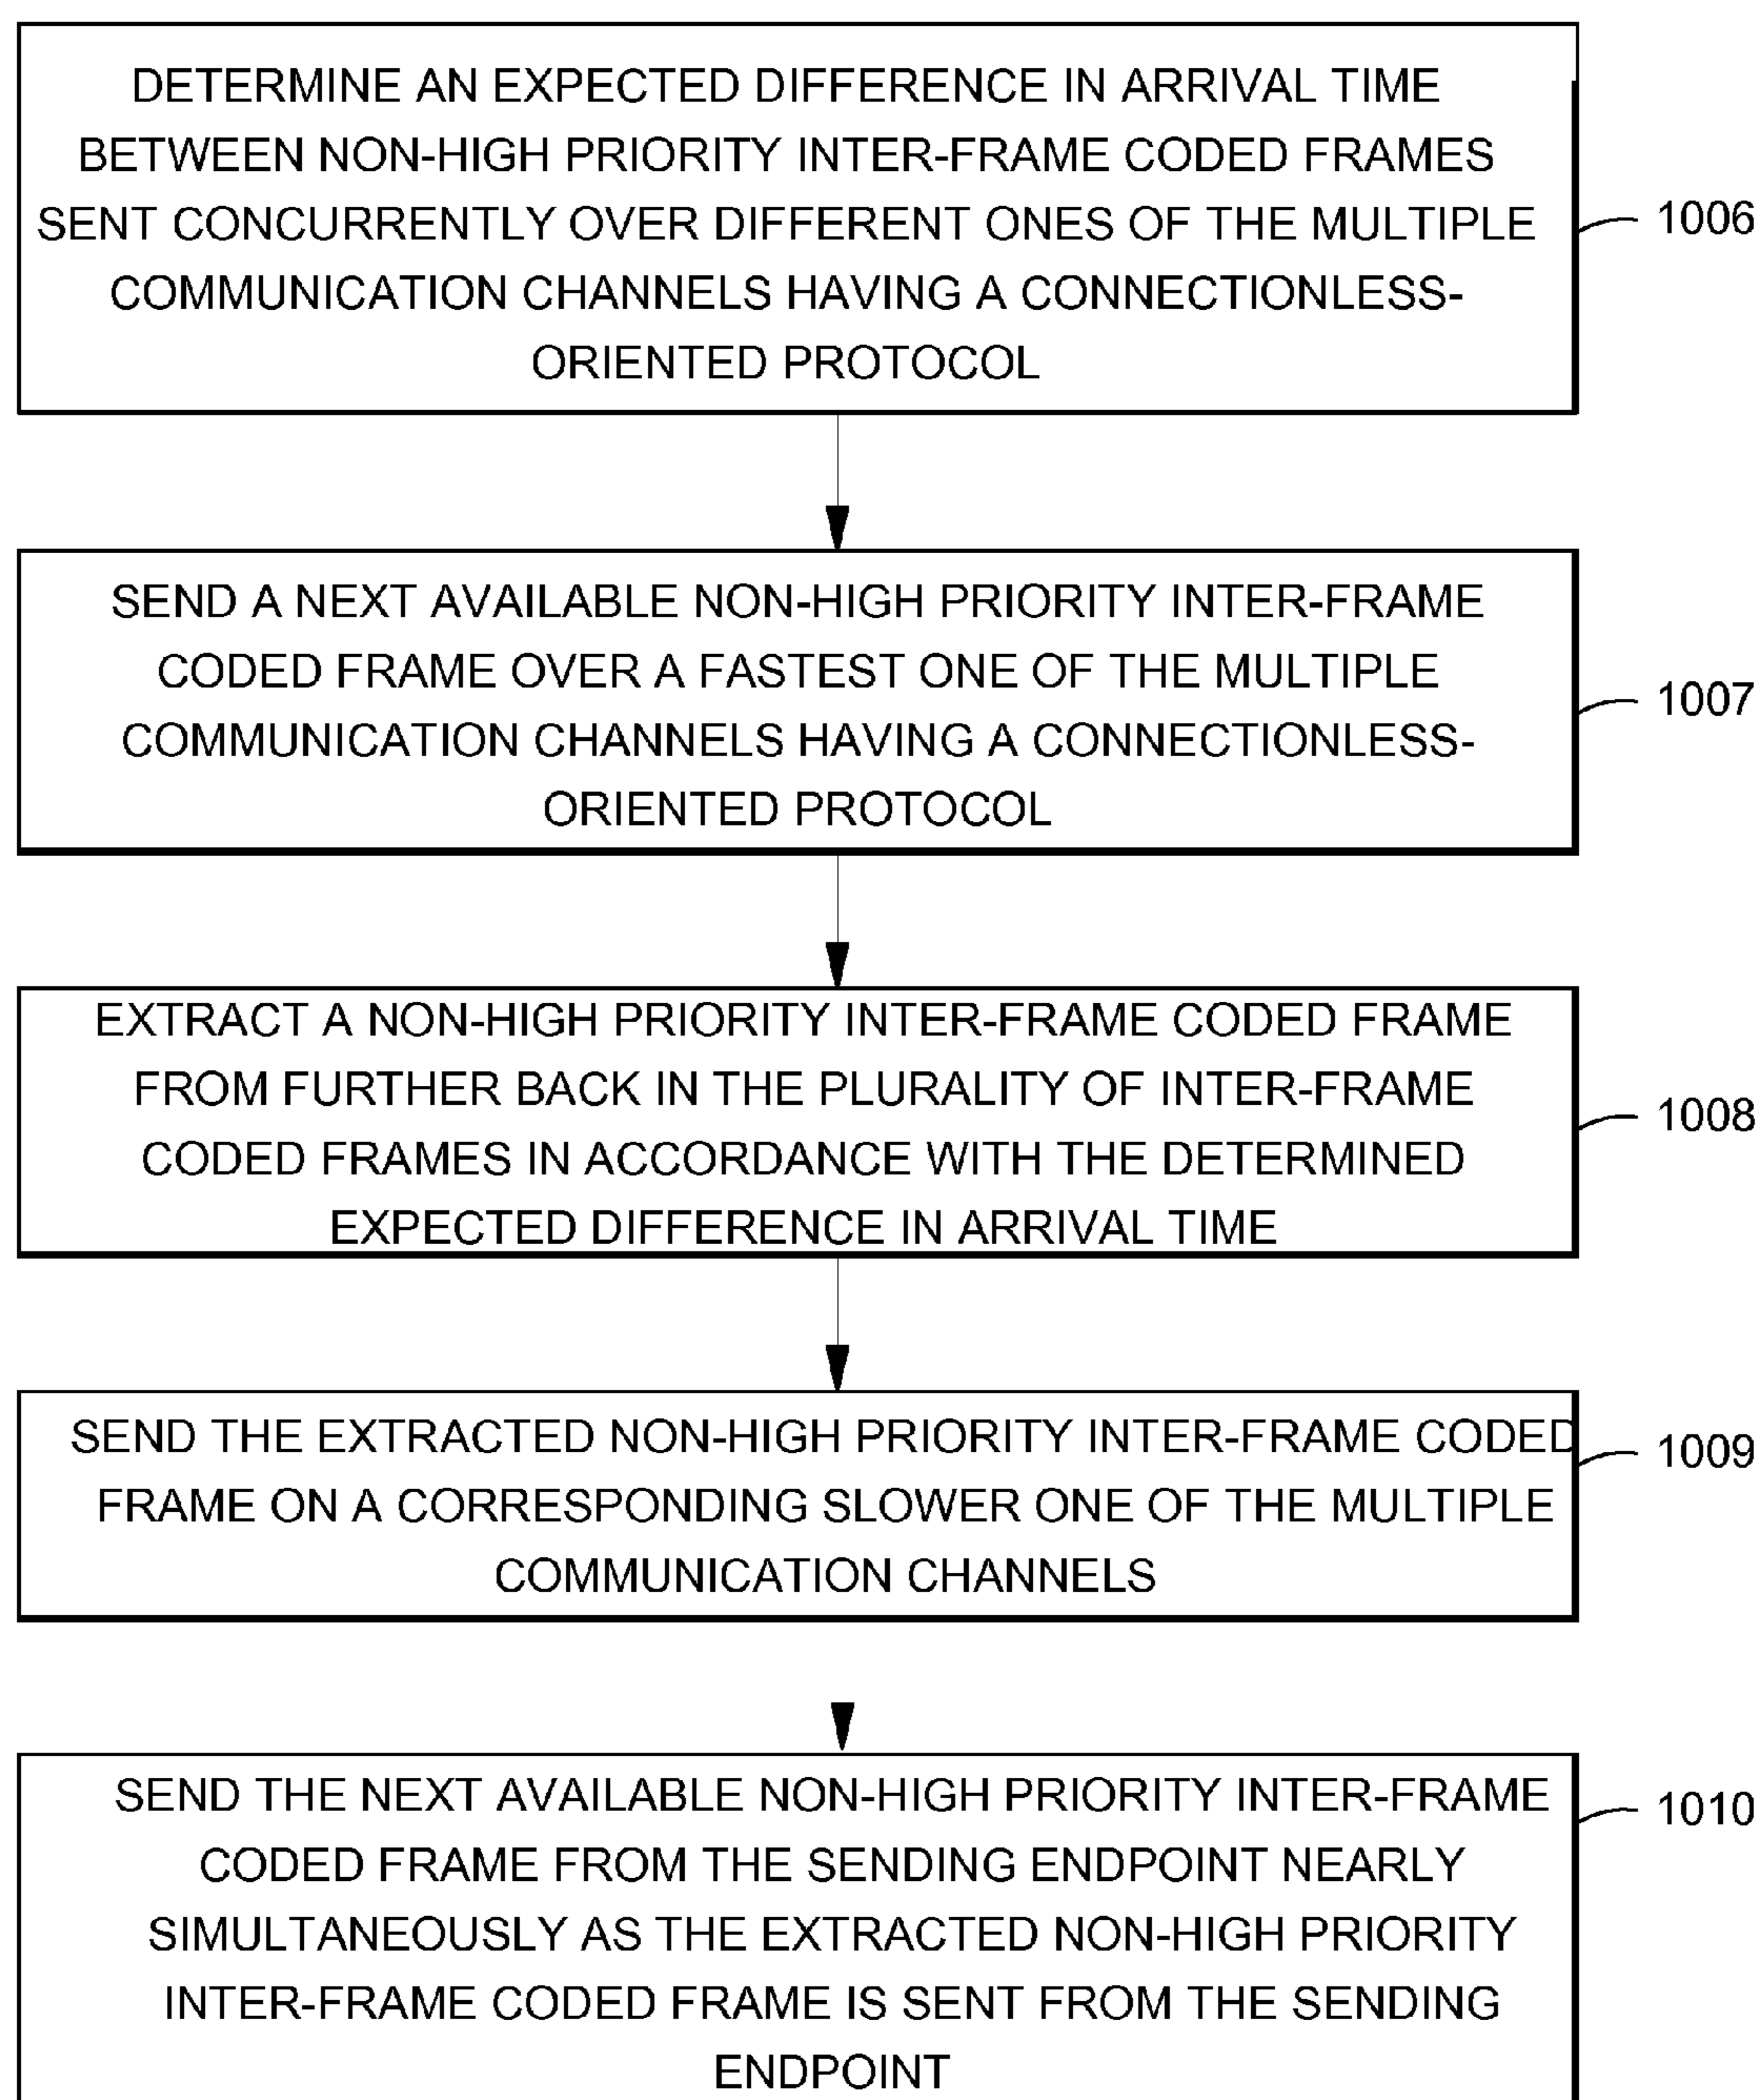 DETERMINE AN EXPECTED DIFFERENCE IN ARRIVAL TIME
BETWEEN NON-HIGH PRIORITY INTER-FRAME CODED FRAMES
SENT CONCURRENTLY OVER DIFFERENT ONES OF THE MULTIPLE
COMMUNICATION CHANNELS HAVING A CONNECTIONLESS-
ORIENTED PROTOCOL
1006
SEND A NEXT AVAILABLE NON-HIGH PRIORITY INTER-FRAME
CODED FRAME OVER A FASTEST ONE OF THE MULTIPLE
COMMUNICATION CHANNELS HAVING A CONNECTIONLESS-
ORIENTED PROTOCOL
1007
EXTRACT A NON-HIGH PRIORITY INTER-FRAME CODED FRAME
FROM FURTHER BACK IN THE PLURALITY OF INTER-FRAME
CODED FRAMES IN ACCORDANCE WITH THE DETERMINED
EXPECTED DIFFERENCE IN ARRIVAL TIME
1008
SEND THE EXTRACTED NON-HIGH PRIORITY INTER-FRAME CODED
FRAME ON A CORRESPONDING SLOWER ONE OF THE MULTIPLE
COMMUNICATION CHANNELS
1009
SEND THE NEXT AVAILABLE NON-HIGH PRIORITY INTER-FRAME
CODED FRAME FROM THE SENDING ENDPOINT NEARLY
SIMULTANEOUSLY AS THE EXTRACTED NON-HIGH PRIORITY
INTER-FRAME CODED FRAME IS SENT FROM THE SENDING
ENDPOINT
1010